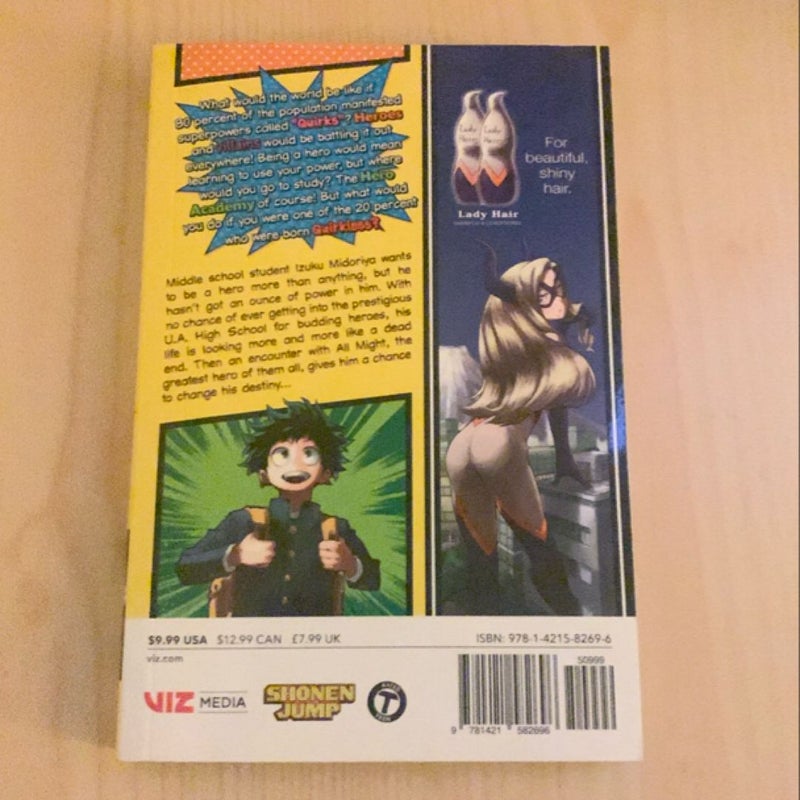 What would the world be like if
80 percent of the population manifested
superpowers called "Quirks"? Heroes
and villains would be battling it out
everywhere! Being a hero would mean
learning to use your power, but where
would you go to study? The Hero
Academy of course! But what would
you do if you were one of the 20 percent
who were born Quirkless?
Middle school student Izuku Midoriya wants
to be a hero more than anything, but he
hasn't got an ounce of power in him. With
no chance of ever getting into the prestigious
U.A. High School for budding heroes, his
life is looking more and more like a dead
end. Then an encounter with All Might, the
greatest hero of them all, gives him a chance
to change his destiny...
Lady Hair
Lady Hair
For
beautiful,
shiny
hair.
Lady Hair
$9.99 USA $12.99 CAN £7.99 UK
viz.com
VIZ MEDIA
SHONEN
JUMP
RATED
T
TEEN
ISBN: 978-1-4215-8269-6
50999
9 781421 582696